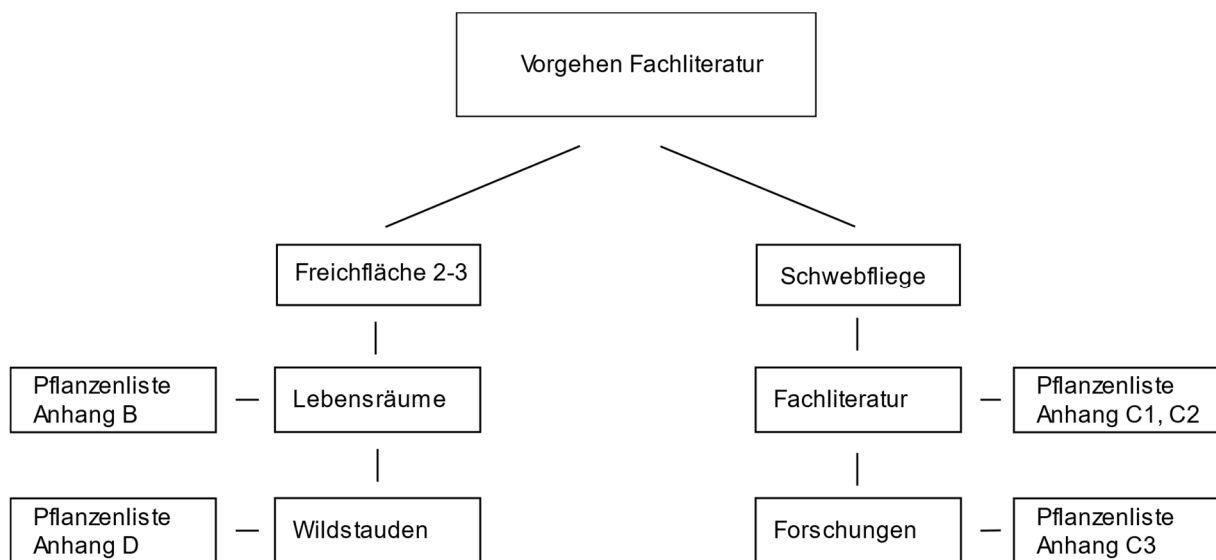 Vorgehen Fachliteratur
Freichfläche 2-3
Schwebfliege
Pflanzenliste
Anhang B
Lebensräume
Fachliteratur
Pflanzenliste
Anhang C1, C2
Pflanzenliste
Anhang D
Wildstauden
Forschungen
Pflanzenliste
Anhang C3